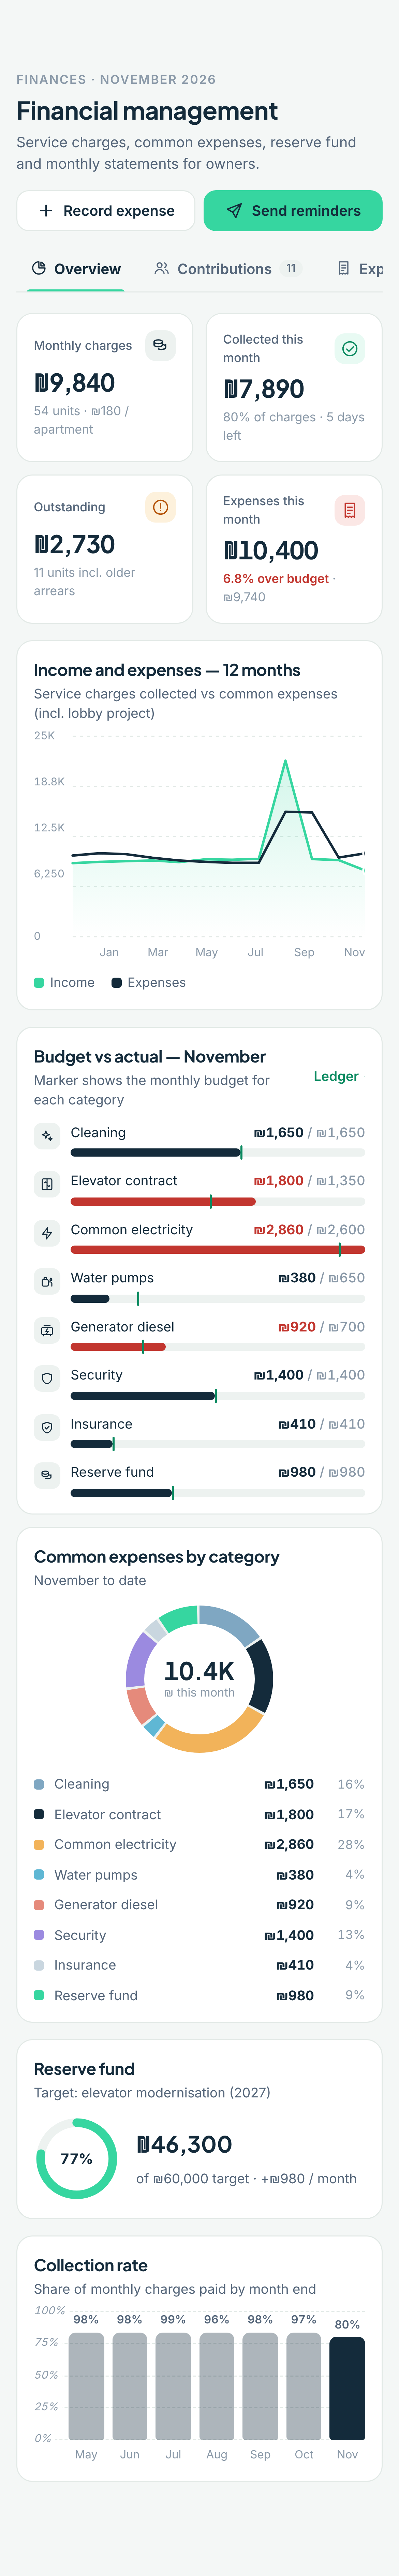 FINANCES · NOVEMBER 2026
Financial management
Service charges, common expenses, reserve fund
and monthly statements for owners.
Record expense
Send reminders
Overview
Contributions 11
Exp
Monthly charges
₪9,840
54 units · ₪180 /
apartment
Collected this
month
₪7,890
80% of charges · 5 days
left
Outstanding
₪2,730
11 units incl. older
arrears
Expenses this
month
₪10,400
6.8% over budget ·
₪9,740
Income and expenses — 12 months
Service charges collected vs common expenses
(incl. lobby project)
25K
18.8K
12.5K
6,250
0
Jan Mar May Jul Sep Nov
Income Expenses
Budget vs actual — November
Marker shows the monthly budget for
each category
Ledger
Cleaning ₪1,650 / ₪1,650
Elevator contract ₪1,800 / ₪1,350
Common electricity ₪2,860 / ₪2,600
Water pumps ₪380 / ₪650
Generator diesel ₪920 / ₪700
Security ₪1,400 / ₪1,400
Insurance ₪410 / ₪410
Reserve fund ₪980 / ₪980
Common expenses by category
November to date
10.4K
₪ this month
Cleaning ₪1,650 16%
Elevator contract ₪1,800 17%
Common electricity ₪2,860 28%
Water pumps ₪380 4%
Generator diesel ₪920 9%
Security ₪1,400 13%
Insurance ₪410 4%
Reserve fund ₪980 9%
Reserve fund
Target: elevator modernisation (2027)
77%
₪46,300
of ₪60,000 target · +₪980 / month
Collection rate
Share of monthly charges paid by month end
100%
75%
50%
25%
0%
98% 98% 99% 96% 98% 97% 80%
May Jun Jul Aug Sep Oct Nov